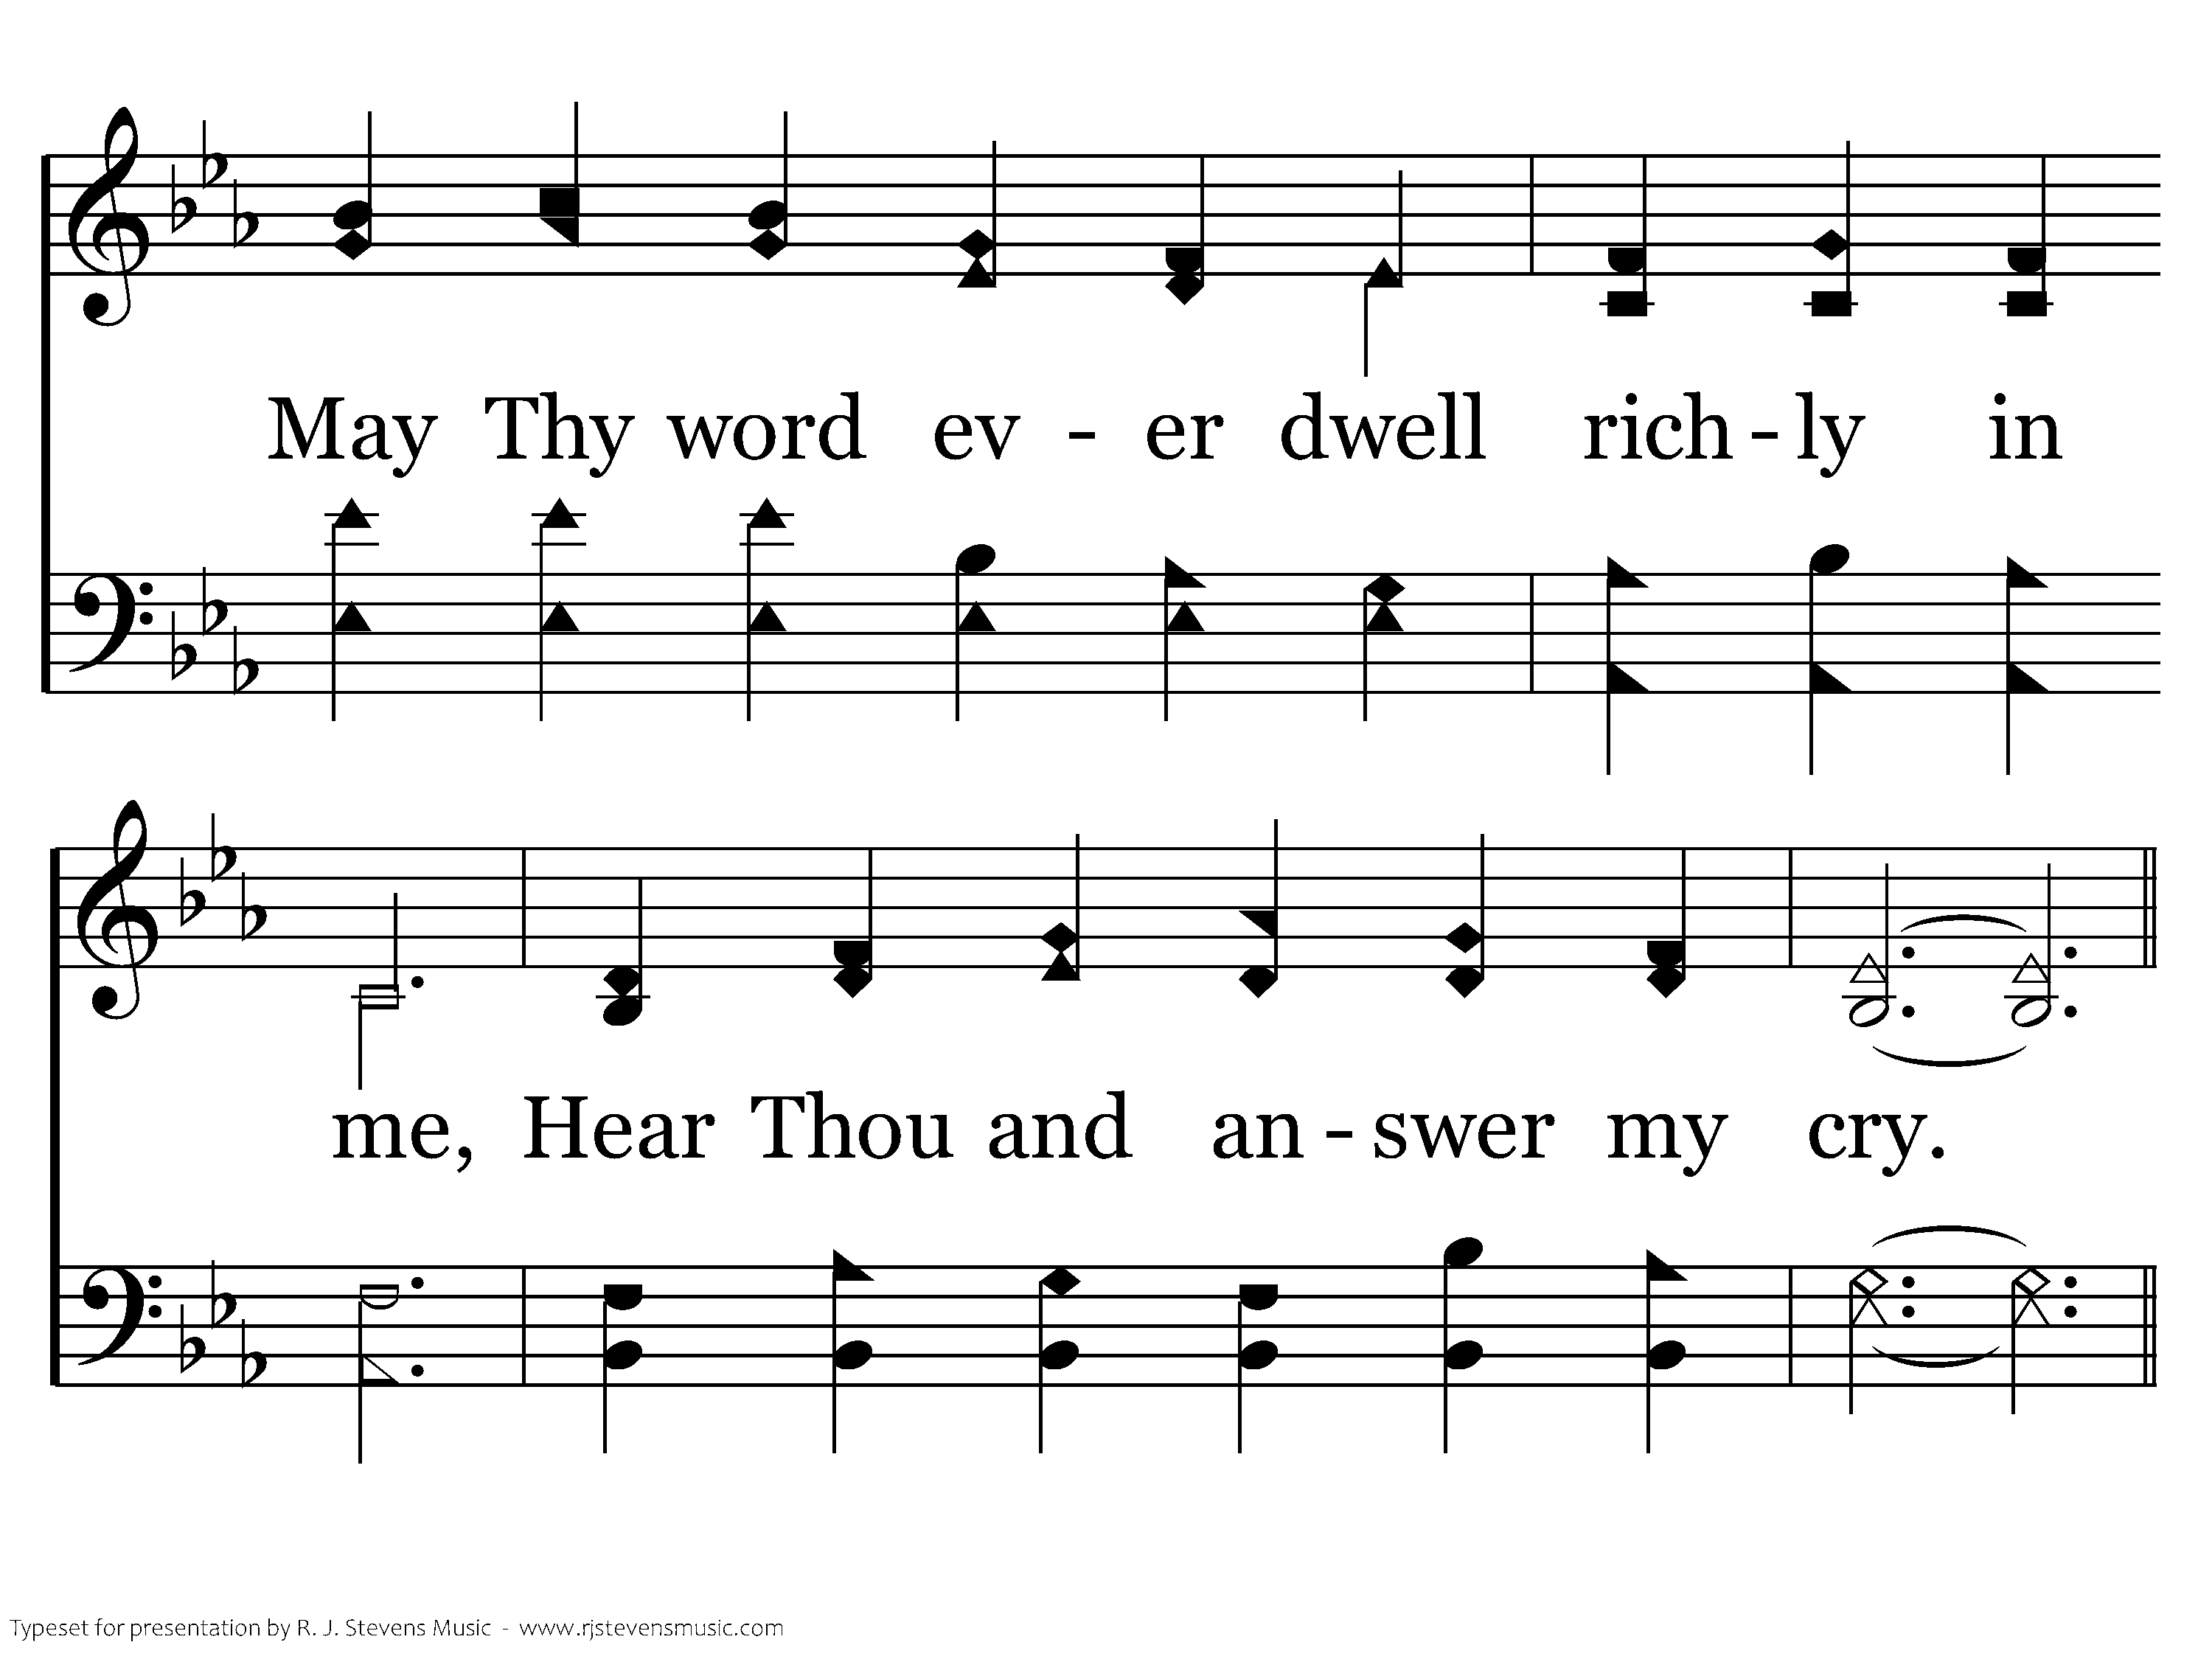 May Thy word ev - er dwell rich - ly in
me, Hear Thou and an - swer my cry.
Typeset for presentation by R. J. Stevens Music - www.rjstevensmusic.com